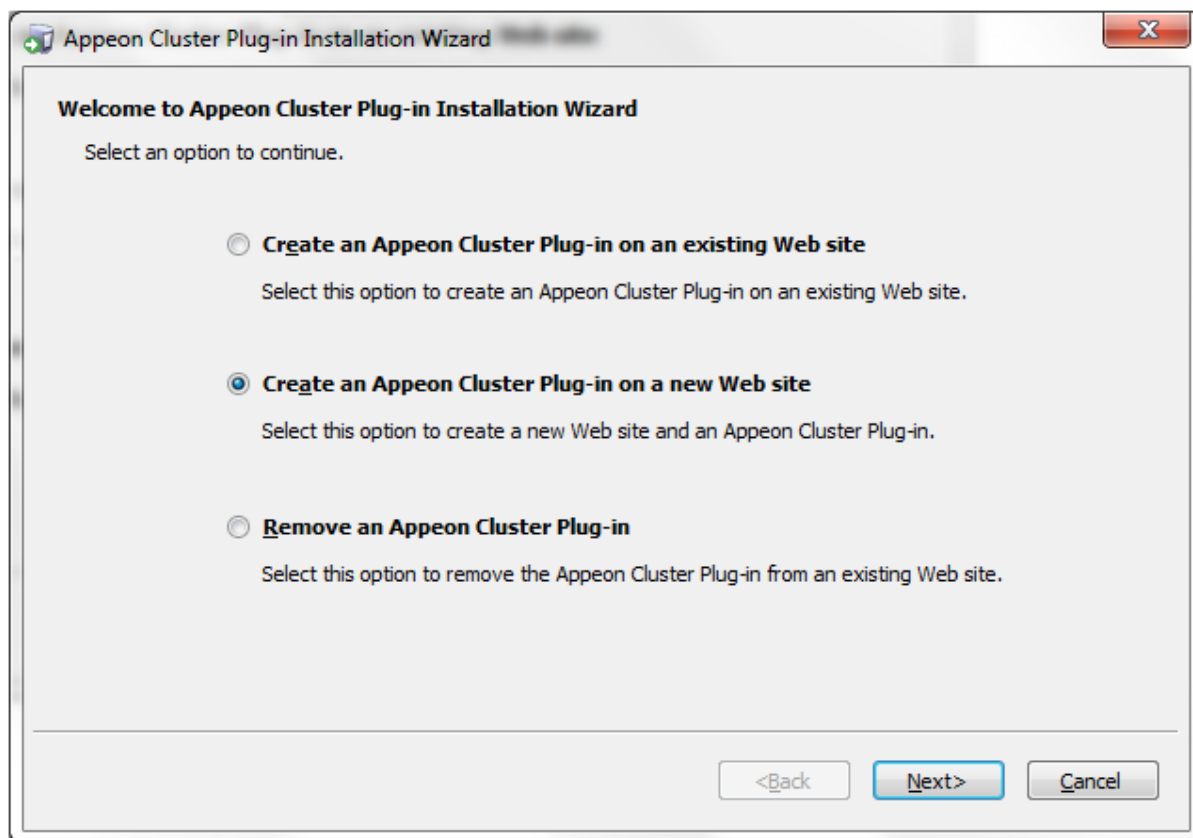 Appeon Cluster Plug-in Installation Wizard
Welcome to Appeon Cluster Plug-in Installation Wizard
Select an option to continue.
Create an Appeon Cluster Plug-in on an existing Web site
Select this option to create an Appeon Cluster Plug-in on an existing Web site.
Create an Appeon Cluster Plug-in on a new Web site
Select this option to create a new Web site and an Appeon Cluster Plug-in.
Remove an Appeon Cluster Plug-in
Select this option to remove the Appeon Cluster Plug-in from an existing Web site.
<Back Next> Cancel